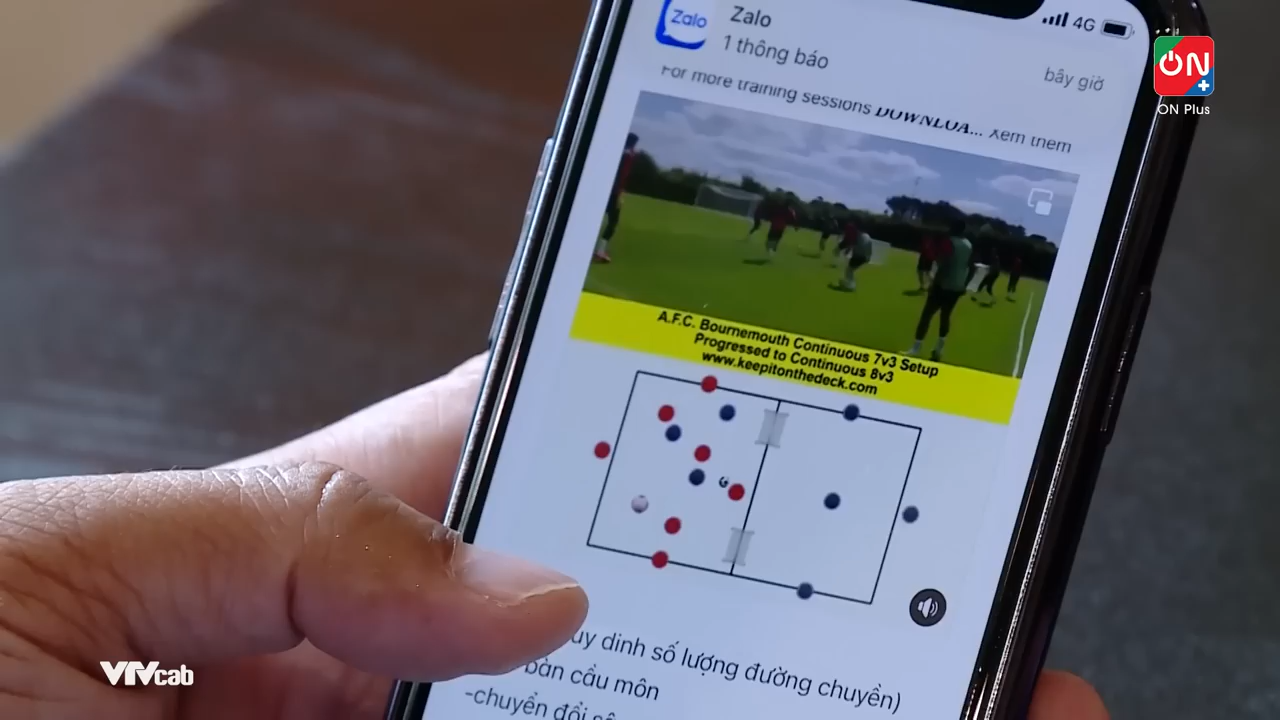 Zalo
Zalo
4G
1 thông báo
bây giờ
For more training sessions DOWNLOA... Xem thêm
ON
ON Plus
A.F.C. Bournemouth Continuous 7v3 Setup
Progressed to Continuous 8v3
www.keepitonthedeck.com
uy dinh số lượng đường chuyền)
bàn cầu môn
-chuyển đổi
VTVcab